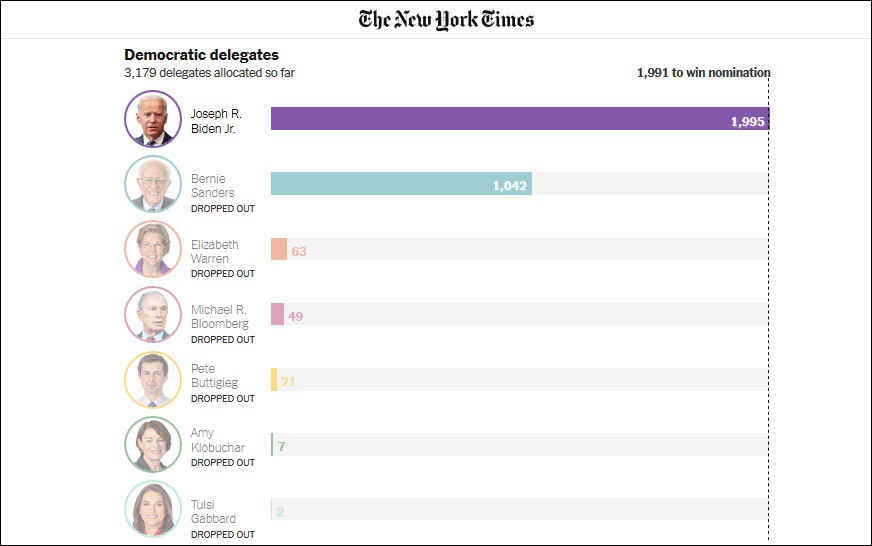 The New York Times
Democratic delegates
3,179 delegates allocated so far
1,991 to win nomination
Joseph R.
Biden Jr.
1,995
Bernie
Sanders
DROPPED OUT
1,042
Elizabeth
Warren
DROPPED OUT
63
Michael R.
Bloomberg
DROPPED OUT
49
Pete
Buttigieg
DROPPED OUT
21
Amy
Klobuchar
DROPPED OUT
7
Tulsi
Gabbard
DROPPED OUT
2